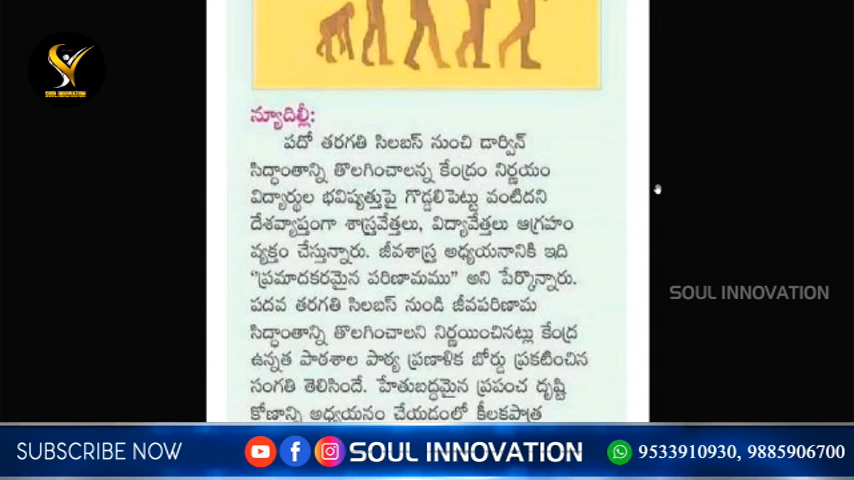 SOUL INNOVATION
న్యూదిల్లీ:
పదో తరగతి సిలబస్ నుంచి డార్విన్
సిద్ధాంతాన్ని తొలగించాలన్న కేంద్రం నిర్ణయం
విద్యార్థుల భవిష్యత్తుపై గొడ్డలిపెట్టు వంటిదని
దేశవ్యాప్తంగా శాస్త్రవేత్తలు, విద్యావేత్తలు ఆగ్రహం
వ్యక్తం చేస్తున్నారు. జీవశాస్త్ర అధ్యయనానికి ఇది
“ప్రమాదకరమైన పరిణామము” అని పేర్కొన్నారు.
పదవ తరగతి సిలబస్ నుండి జీవపరిణామ
సిద్ధాంతాన్ని తొలగించాలని నిర్ణయించినట్లు కేంద్ర
ఉన్నత పాఠశాల పాఠ్య ప్రణాళిక బోర్డు ప్రకటించిన
సంగతి తెలిసిందే. హేతుబద్ధమైన ప్రపంచ దృష్టి
కోణాన్ని అధ్యయనం చేయడంలో కీలకపాత్ర
SOUL INNOVATION
SUBSCRIBE NOW SOUL INNOVATION 9533910930, 9885906700